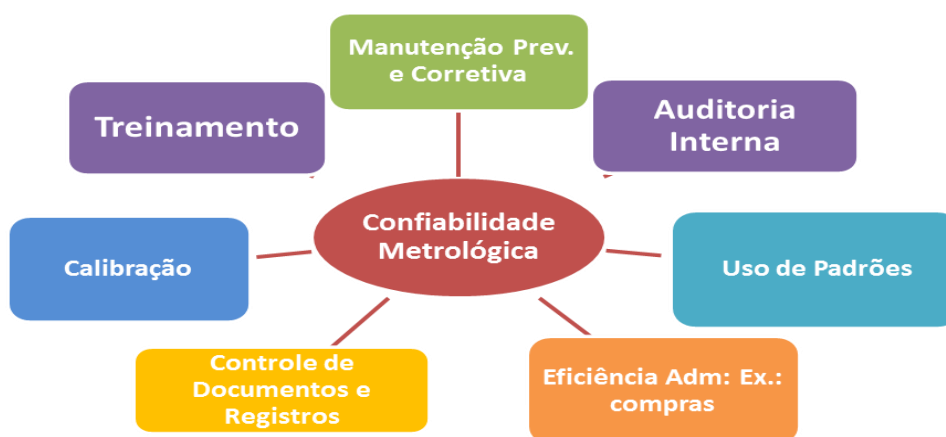 Manutenção Prev.
e Corretiva
Treinamento
Auditoria
Interna
Confiabilidade
Metrológica
Calibração
Uso de Padrões
Controle de
Documentos e
Registros
Eficiência Adm: Ex.:
compras